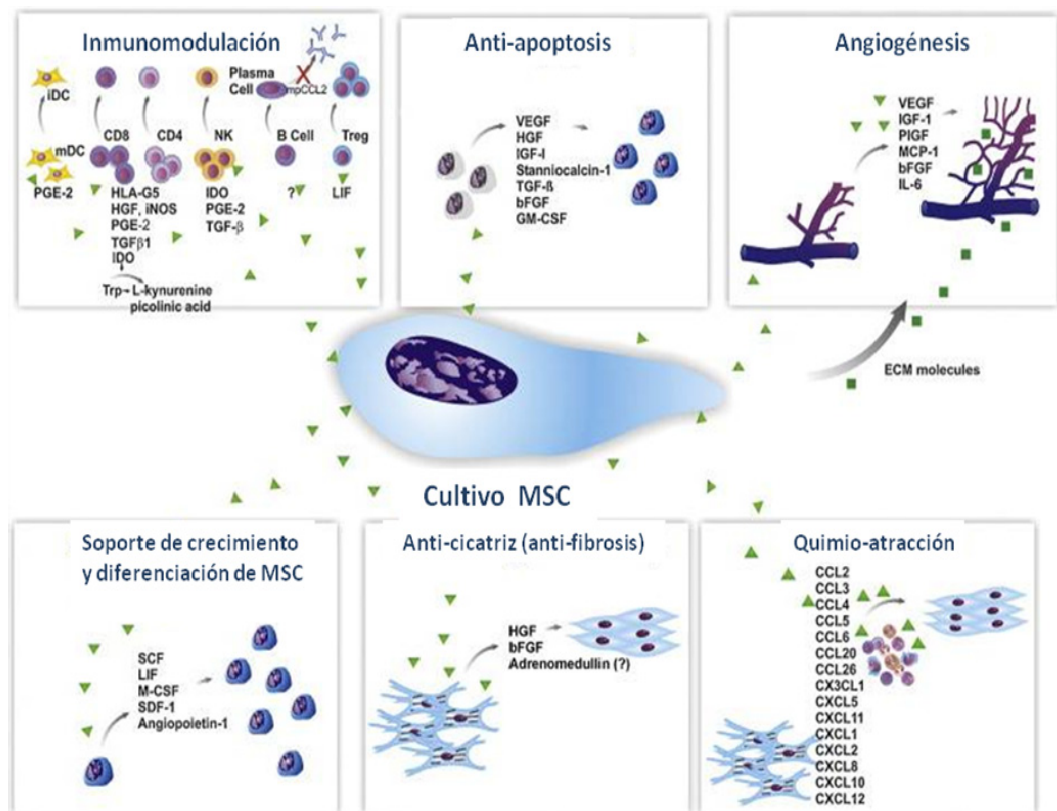 Inmunomodulación
iDC
Plasma
Cell
mpCCL2
mDC
CD8
CD4
NK
B Cell
Treg
PGE-2
HLA-G5
HGF, iNOS
PGE-2
TGFβ1
IDO
Trp→L-kynurenine
picolinic acid
IDO
PGE-2
TGF-β
?
LIF
Anti-apoptosis
VEGF
HGF
IGF-I
Stanniocalcin-1
TGF-ß
bFGF
GM-CSF
Angiogénesis
VEGF
IGF-1
PIGF
MCP-1
bFGF
IL-6
ECM molecules
Cultivo MSC
Soporte de crecimiento
y diferenciación de MSC
SCF
LIF
M-CSF
SDF-1
Angiopoietin-1
Anti-cicatriz (anti-fibrosis)
HGF
bFGF
Adrenomedullin (?)
Quimio-atracción
CCL2
CCL3
CCL4
CCL5
CCL6
CCL20
CCL26
CX3CL1
CXCL5
CXCL11
CXCL1
CXCL2
CXCL8
CXCL10
CXCL12